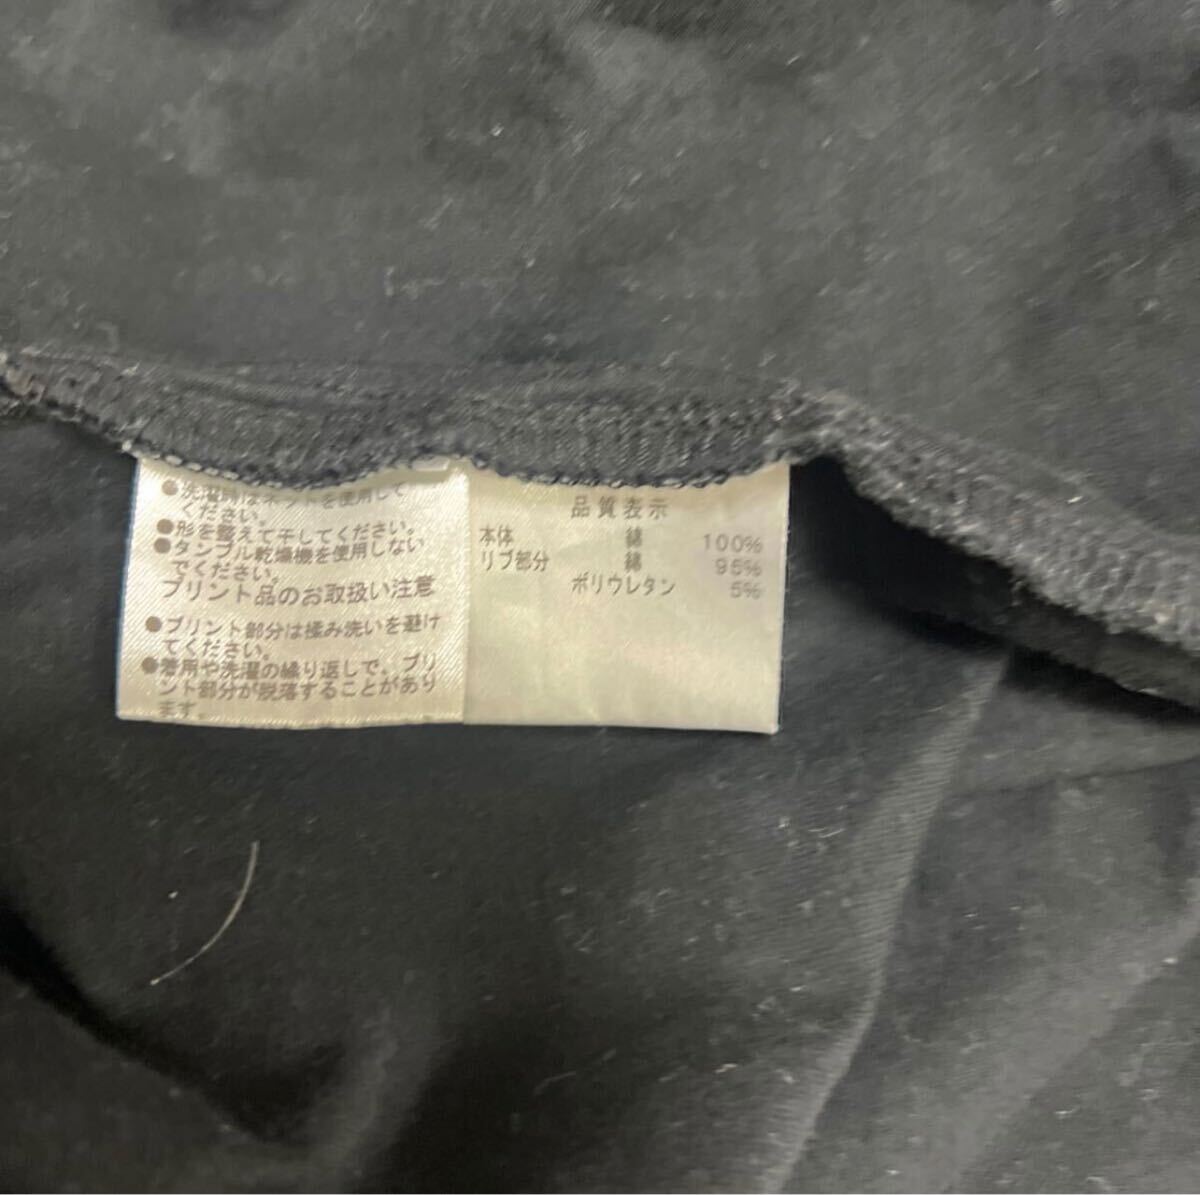 ●洗濯時はネットを使用して
ください。
●形を整えて干してください。
●タンブル乾燥機を使用しない
でください。
プリント品のお取扱い注意
●プリント部分は揉み洗いを避け
てください。
●着用や洗濯の繰り返しで、プリ
ント部分が脱落することがあり
ます。
品質表示
本体 綿 100%
リブ部分 綿 95%
ポリウレタン 5%